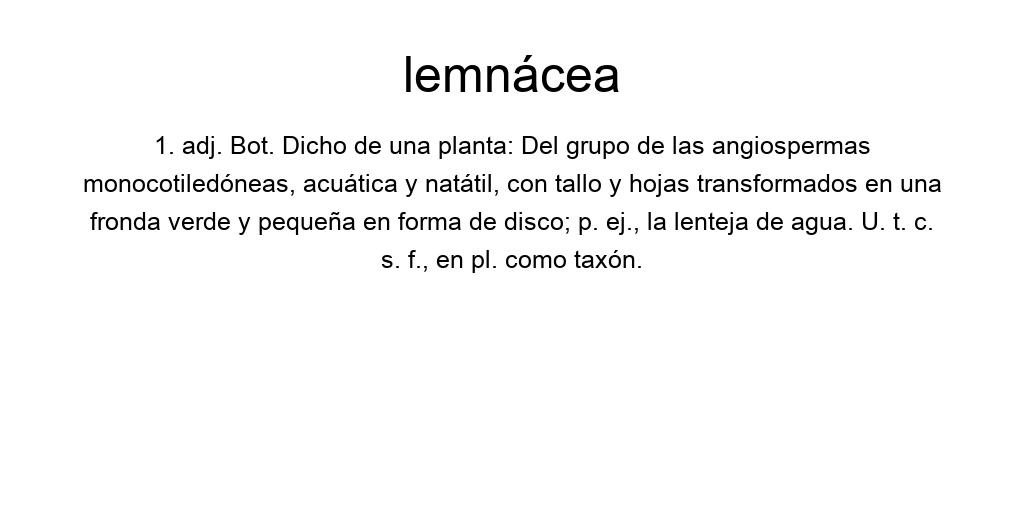 lemnácea
1. adj. Bot. Dicho de una planta: Del grupo de las angiospermas
monocotiledóneas, acuática y natátil, con tallo y hojas transformados en una
fronda verde y pequeña en forma de disco; p. ej., la lenteja de agua. U. t. c.
s. f., en pl. como taxón.